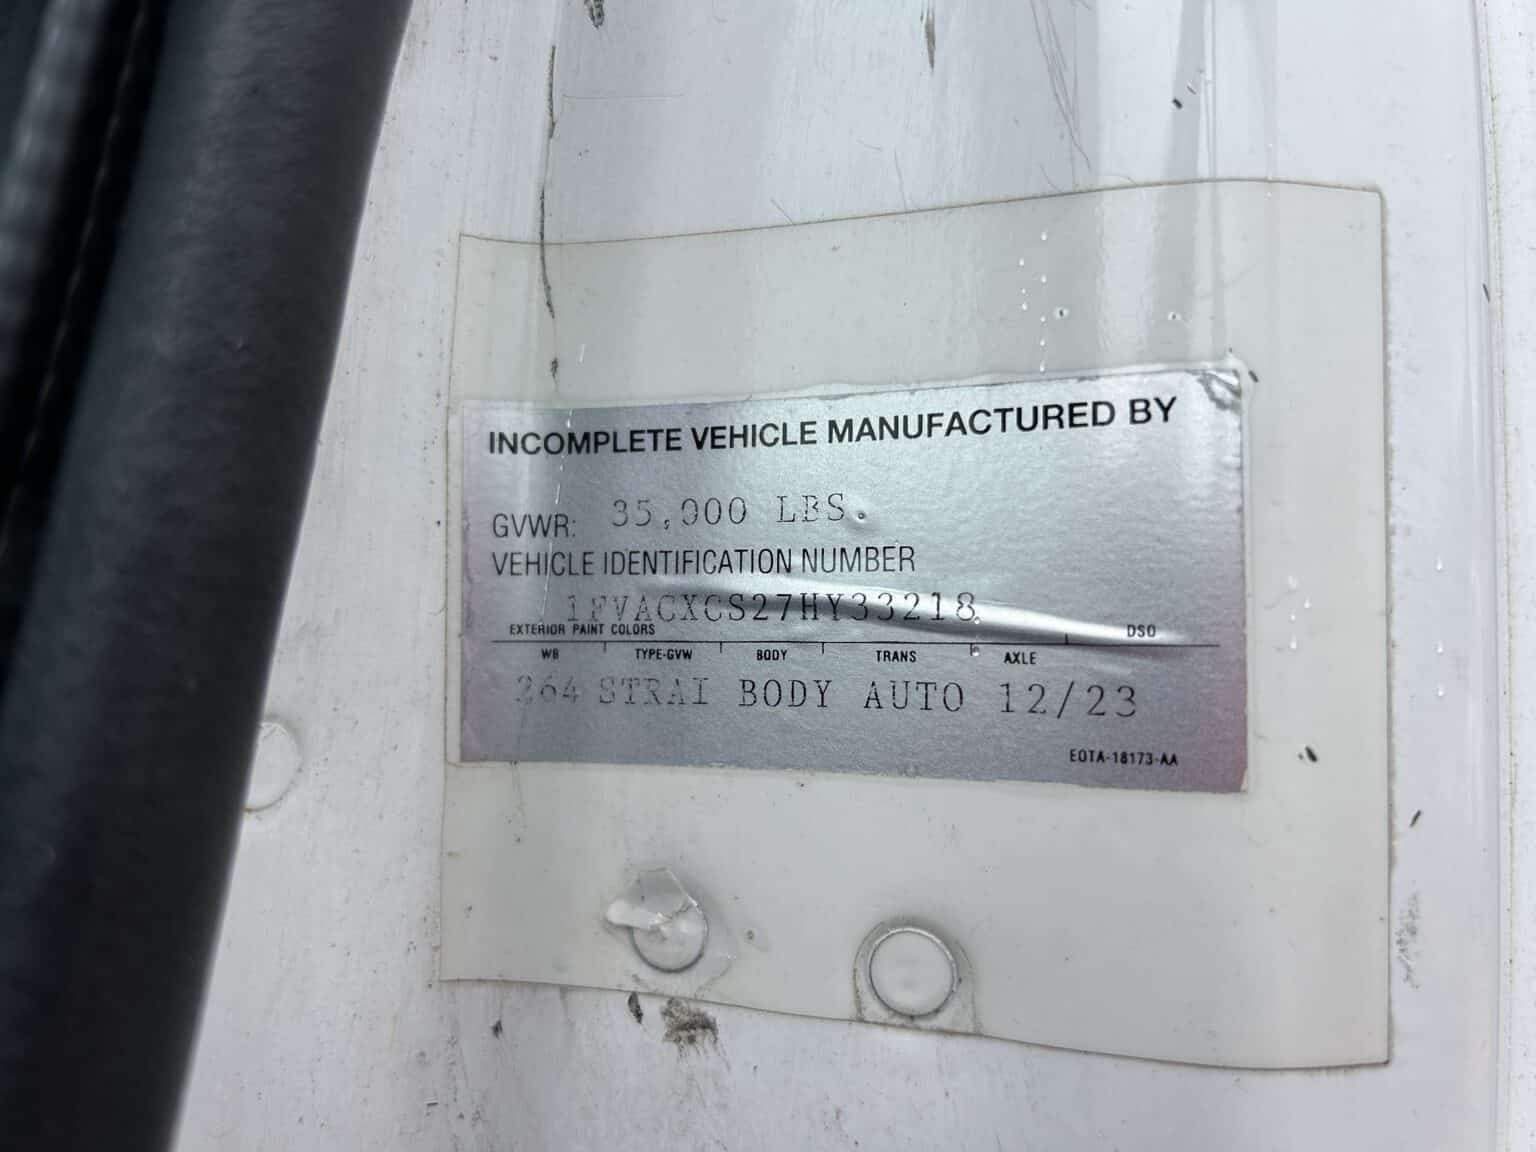 INCOMPLETE VEHICLE MANUFACTURED BY
GVWR: 35,000 LBS.
VEHICLE IDENTIFICATION NUMBER
1FVACXCS27HY33218
EXTERIOR PAINT COLORS DSO
WB TYPE-GVW BODY TRANS AXLE
264 STRAI BODY AUTO 12/23
EOTA-18173-AA